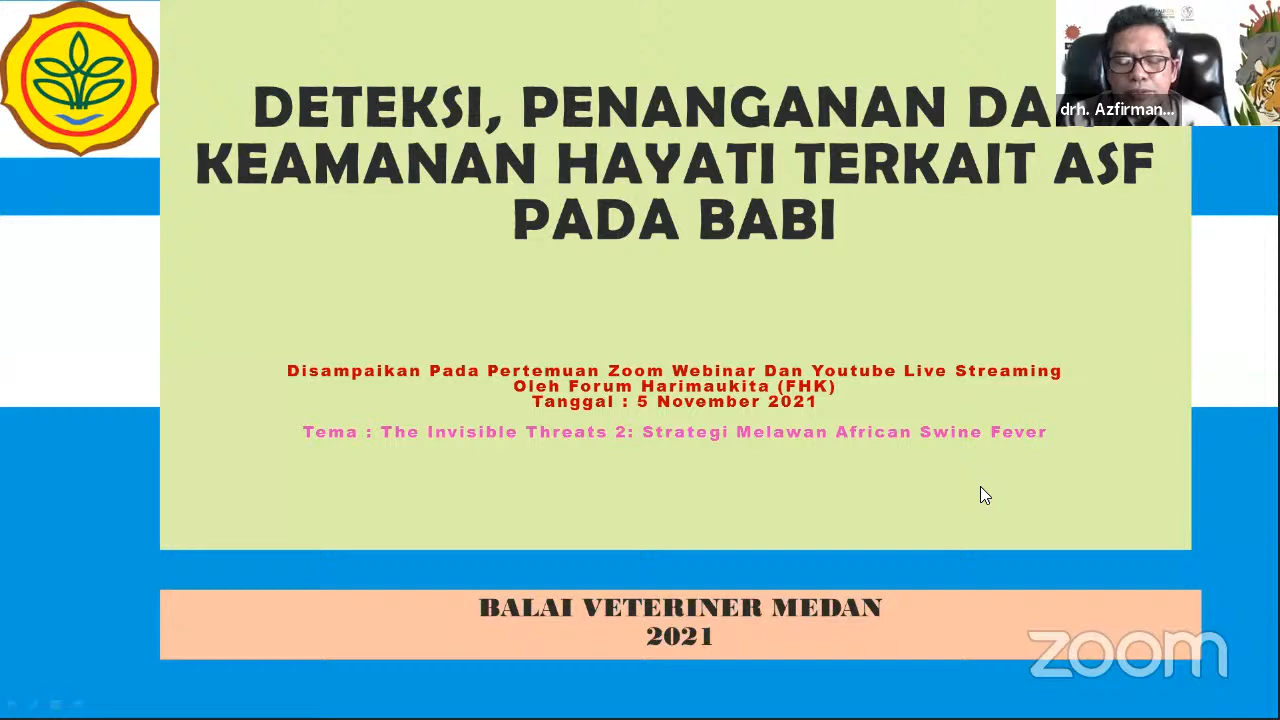 DETEKSI, PENANGANAN DA
KEAMANAN HAYATI TERKAIT ASF
PADA BABI
drh. Azfirman...
Disampaikan Pada Pertemuan Zoom Webinar Dan Youtube Live Streaming
Oleh Forum Harimaukita (FHK)
Tanggal : 5 November 2021
Tema : The Invisible Threats 2: Strategi Melawan African Swine Fever
BALAI VETERINER MEDAN
2021
zoom